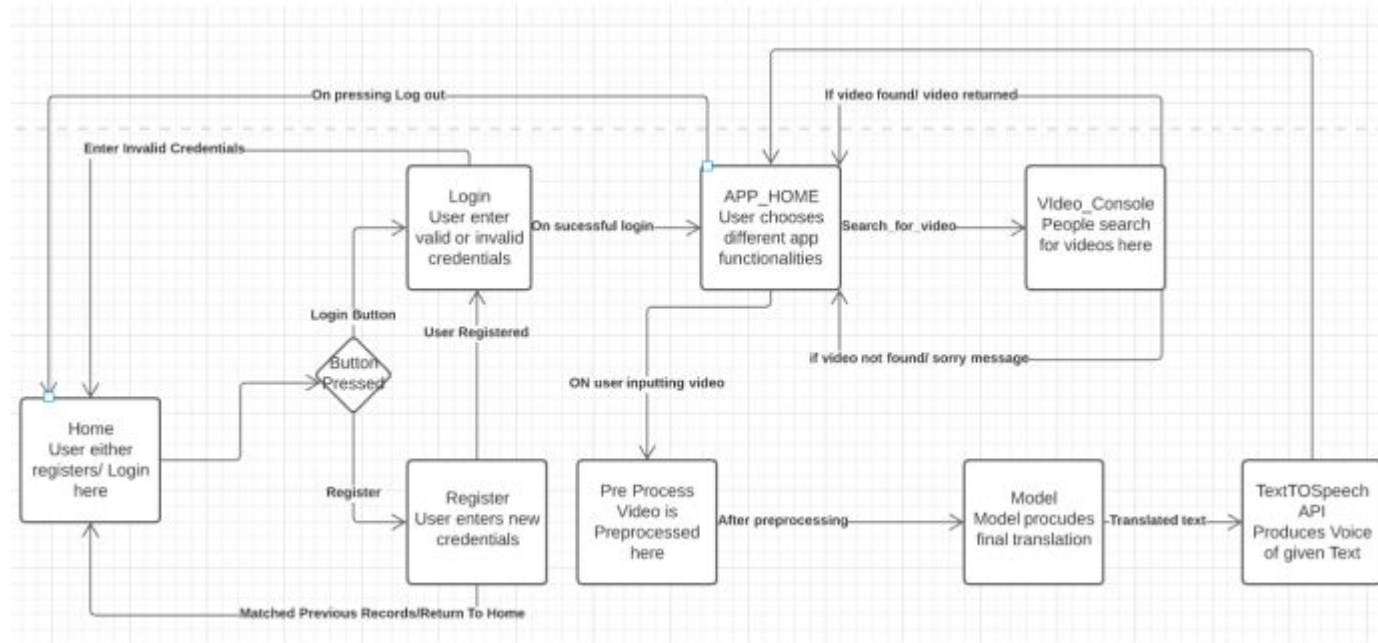 On pressing Log out
If video found/ video returned
Enter Invalid Credentials
Login
User enter
valid or invalid
credentials
On sucessful login
APP_HOME
User chooses
different app
functionalities
Search_for_video
VIdeo_Console
People search
for videos here
Login Button
User Registered
if video not found/ sorry message
Button
Pressed
ON user inputting video
Home
User either
registers/ Login
here
Register
Register
User enters new
credentials
Pre Process
Video is
Preprocessed
here
After preprocessing
Model
Model procudes
final translation
Translated text
TextTOSpeech
API
Produces Voice
of given Text
Matched Previous Records/Return To Home